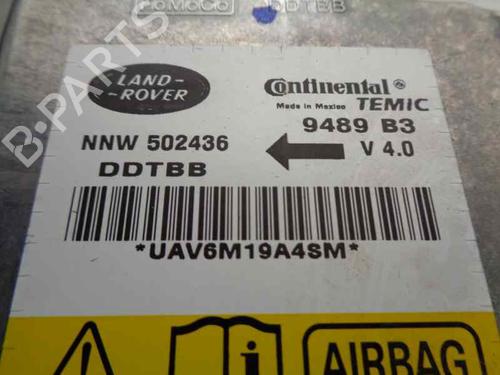 FoMoCo DDTBB
LAND-
-ROVER
Continental
Made in Mexico TEMIC
NNW 502436
9489 B3
DDTBB
V 4.0
*UAV6M19A4SM*
AIRBAG
B-PARTS